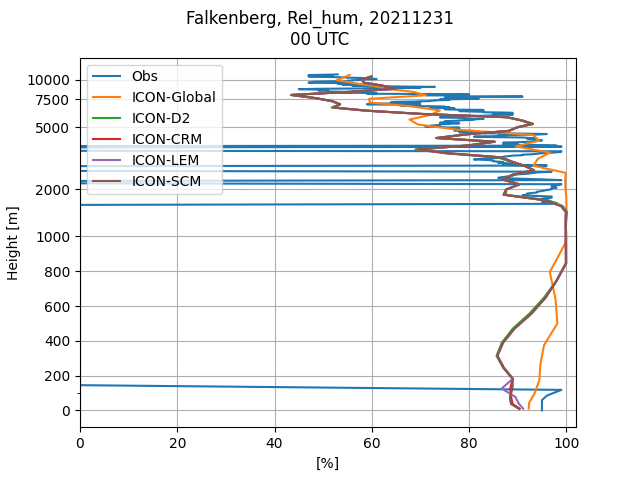 Falkenberg, Rel_hum, 20211231
00 UTC
Obs
ICON-Global
ICON-D2
ICON-CRM
ICON-LEM
ICON-SCM
Height [m]
10000
7500
5000
2000
1000
800
600
400
200
0
0 20 40 60 80 100
[%]